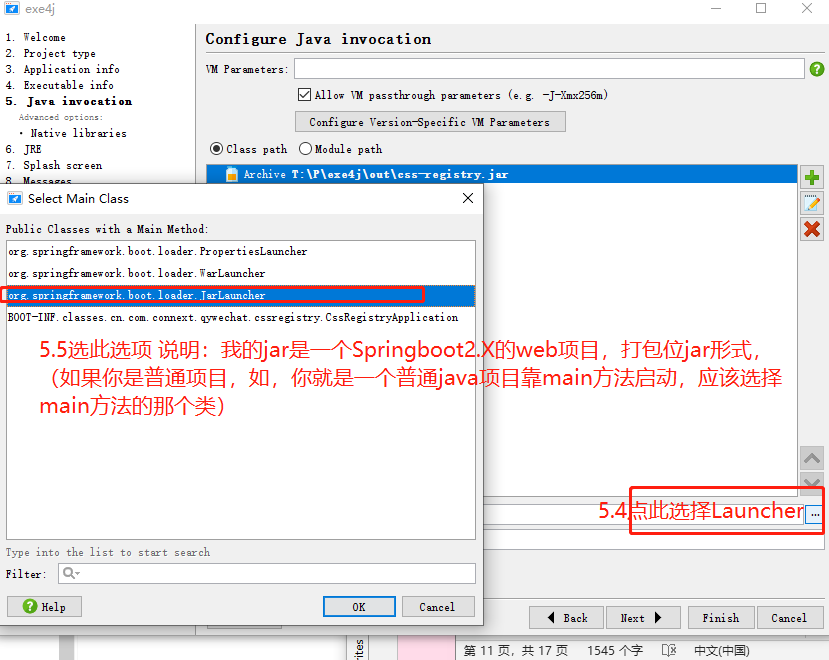 exe4j
1. Welcome
2. Project type
3. Application info
4. Executable info
5. Java invocation
Advanced options:
• Native libraries
6. JRE
7. Splash screen
8. Messages
Configure Java invocation
VM Parameters:
Allow VM passthrough parameters (e.g. -J-Xmx256m)
Configure Version-Specific VM Parameters
Class path Module path
Archive T:\P\exe4j\out\css-registry.jar
Select Main Class
Public Classes with a Main Method:
org.springframework.boot.loader.PropertiesLauncher
org.springframework.boot.loader.WarLauncher
org.springframework.boot.loader.JarLauncher
BOOT-INF.classes.cn.com.connext.qywechat.cssregistry.CssRegistryApplication
5.5选此选项 说明：我的jar是一个Springboot2.X的web项目，打包位jar形式，
（如果你是普通项目，如，你就是一个普通java项目靠main方法启动，应该选择
main方法的那个类）
5.4点此选择Launcher
...
Type into the list to start search
Filter:
Help
OK
Cancel
Back
Next
Finish
Cancel
rites
第 11 页，共 17 页 1545 个字 中文(中国)